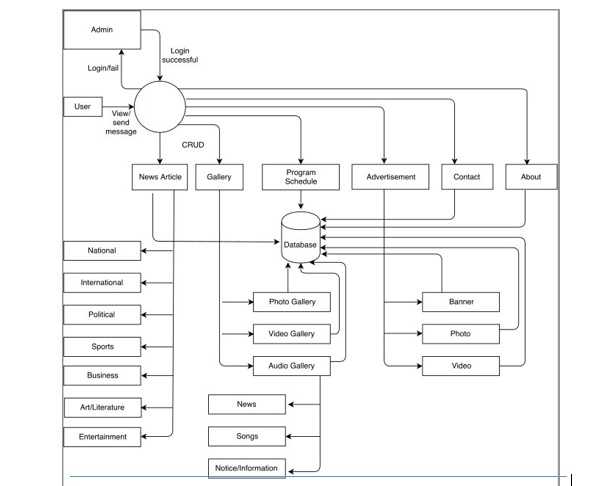 Admin
Login
successful
Login/fail
User
View/
send
message
CRUD
News Article
Gallery
Program
Schedule
Advertisement
Contact
About
Database
National
International
Political
Sports
Business
Art/Literature
Entertainment
Photo Gallery
Video Gallery
Audio Gallery
Banner
Photo
Video
News
Songs
Notice/Information